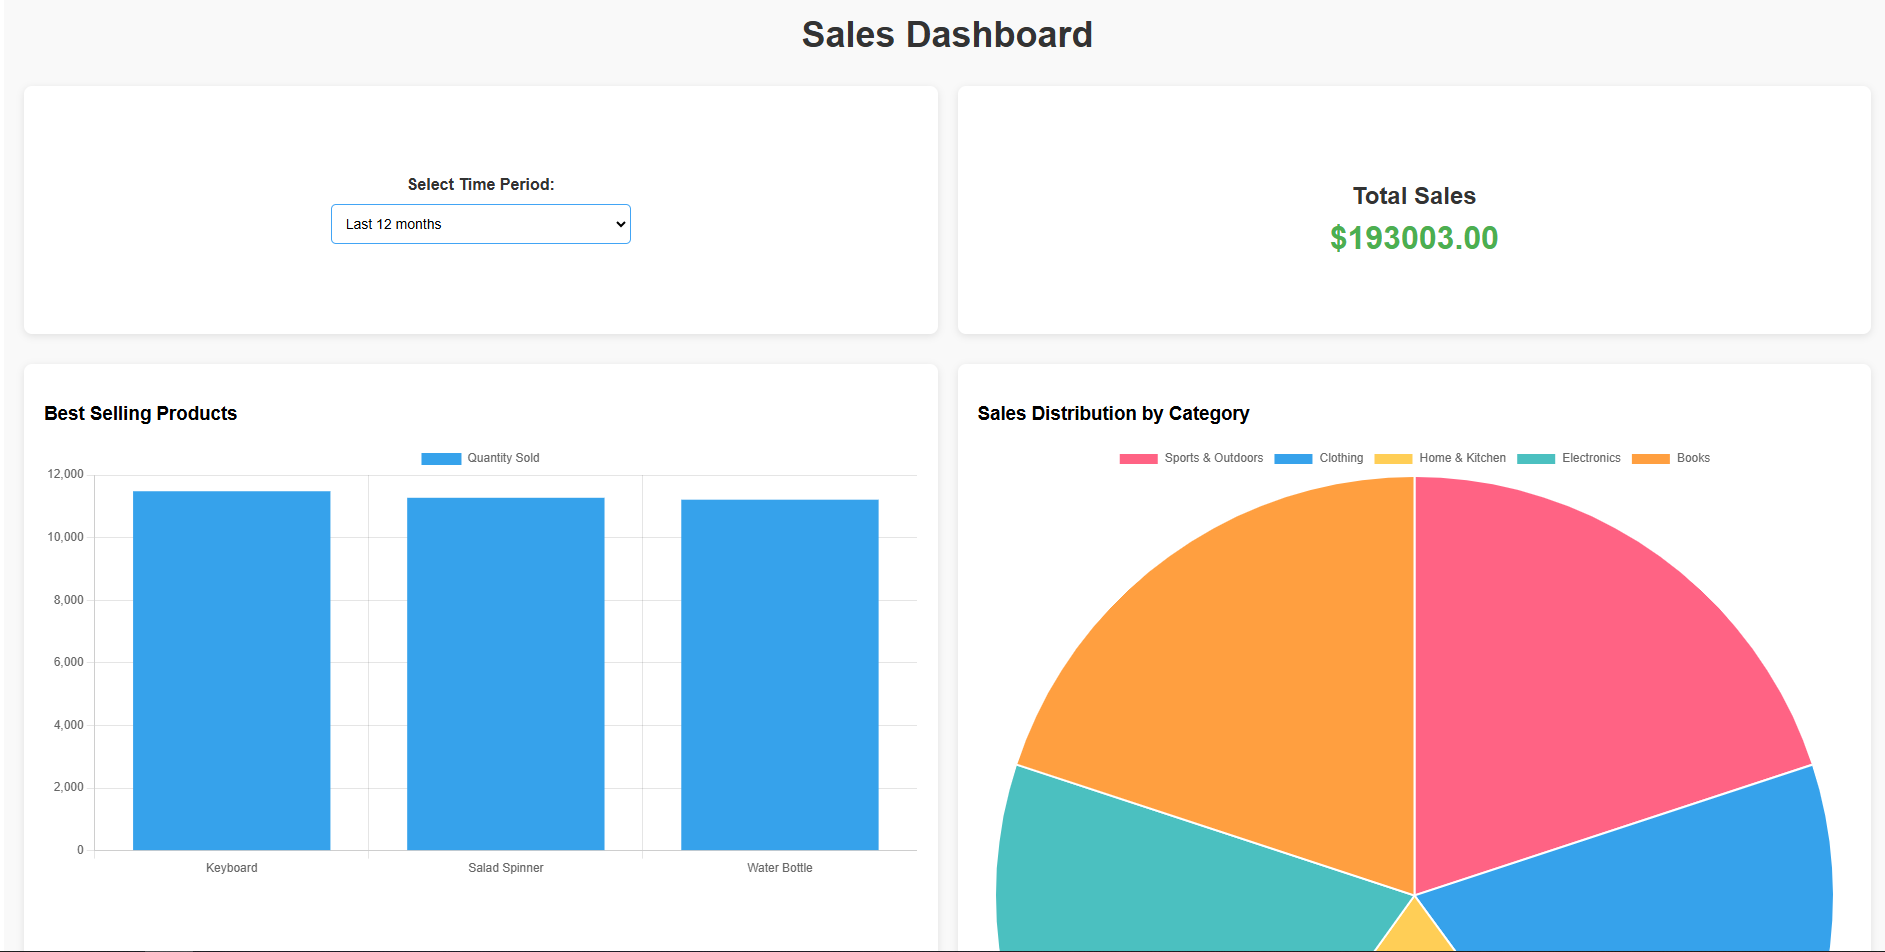 Sales Dashboard
Select Time Period:
Last 12 months
Total Sales
$193003.00
Best Selling Products
Quantity Sold
12,000
10,000
8,000
6,000
4,000
2,000
0
Keyboard Salad Spinner Water Bottle
Sales Distribution by Category
Sports & Outdoors Clothing Home & Kitchen Electronics Books